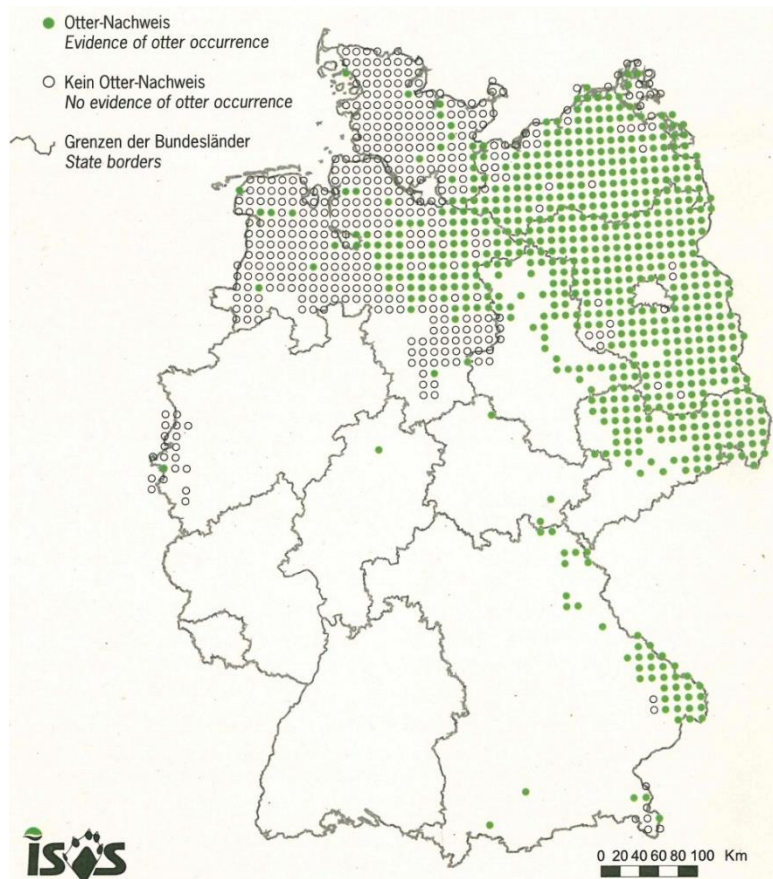 Otter-Nachweis
Evidence of otter occurrence
Kein Otter-Nachweis
No evidence of otter occurrence
Grenzen der Bundesländer
State borders
isos
0 20 40 60 80 100 Km